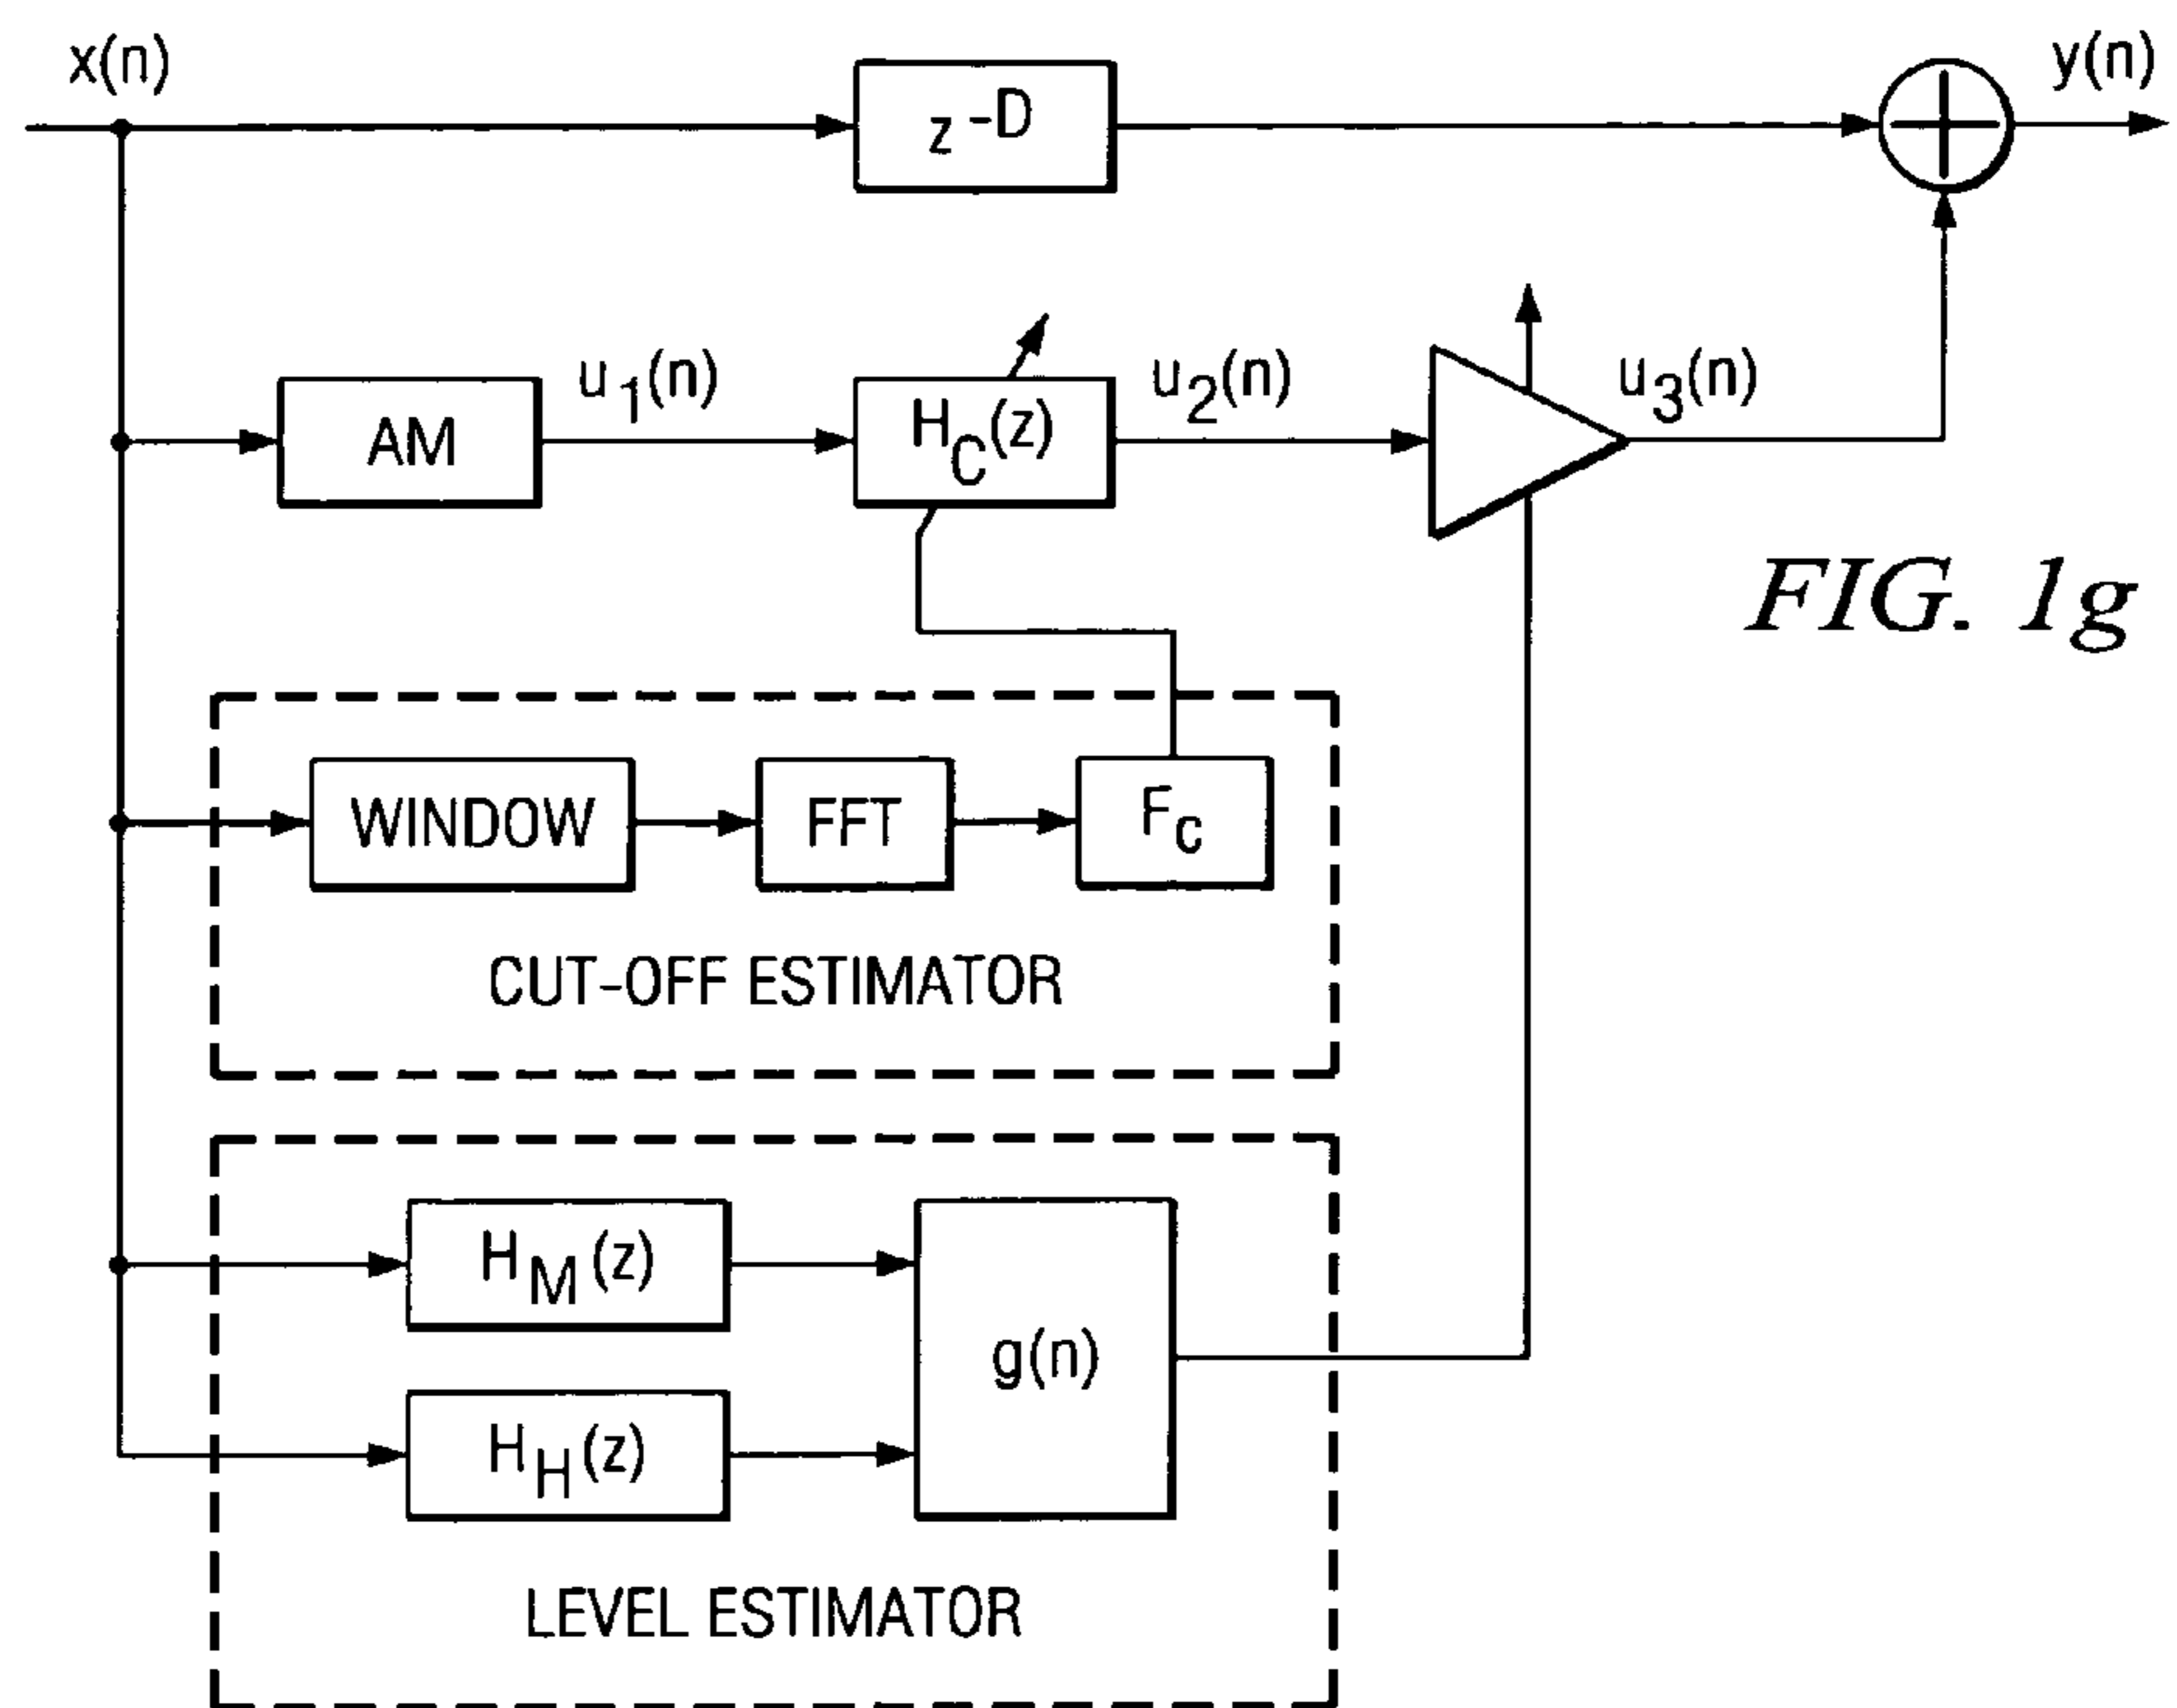 x(n)
y(n)
z^-D
AM
u1(n)
HC(z)
u2(n)
u3(n)
FIG. 1g
WINDOW
FFT
Fc
CUT-OFF ESTIMATOR
HM(z)
g(n)
HH(z)
LEVEL ESTIMATOR